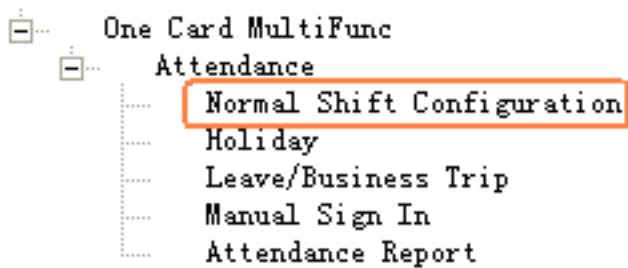 One Card MultiFunc
Attendance
Normal Shift Configuration
Holiday
Leave/Business Trip
Manual Sign In
Attendance Report